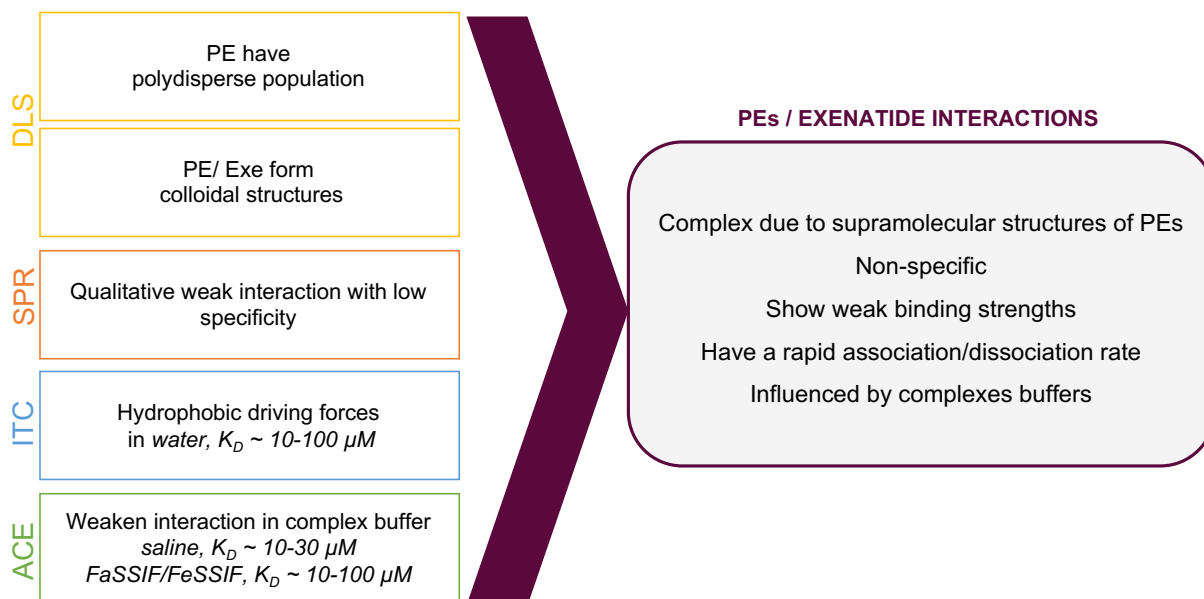 DLS
PE have
polydisperse population
PE/ Exe form
colloidal structures
SPR
Qualitative weak interaction with low
specificity
ITC
Hydrophobic driving forces
in water, K_D ~ 10-100 µM
ACE
Weaken interaction in complex buffer
saline, K_D ~ 10-30 µM
FaSSIF/FeSSIF, K_D ~ 10-100 µM
PEs / EXENATIDE INTERACTIONS
Complex due to supramolecular structures of PEs
Non-specific
Show weak binding strengths
Have a rapid association/dissociation rate
Influenced by complexes buffers